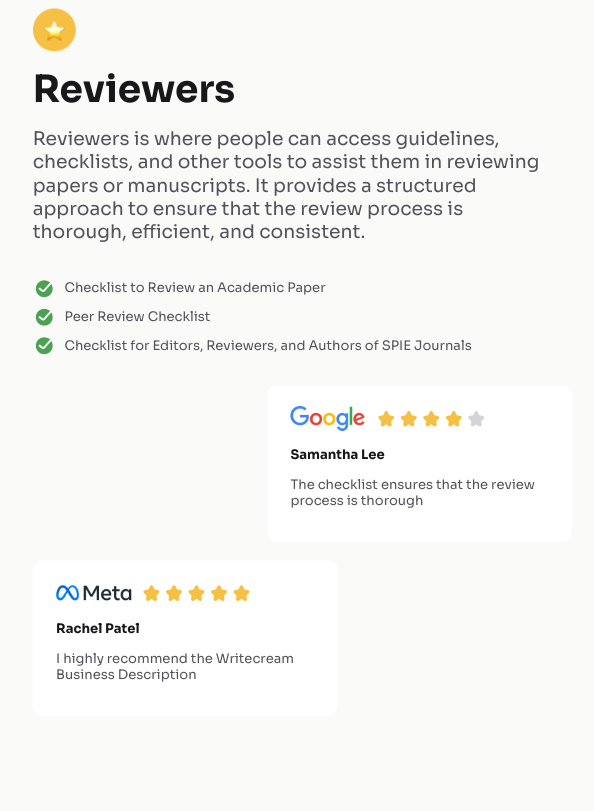 Reviewers
Reviewers is where people can access guidelines,
checklists, and other tools to assist them in reviewing
papers or manuscripts. It provides a structured
approach to ensure that the review process is
thorough, efficient, and consistent.
Checklist to Review an Academic Paper
Peer Review Checklist
Checklist for Editors, Reviewers, and Authors of SPIE Journals
Google
Samantha Lee
The checklist ensures that the review
process is thorough
Meta
Rachel Patel
I highly recommend the Writecream
Business Description